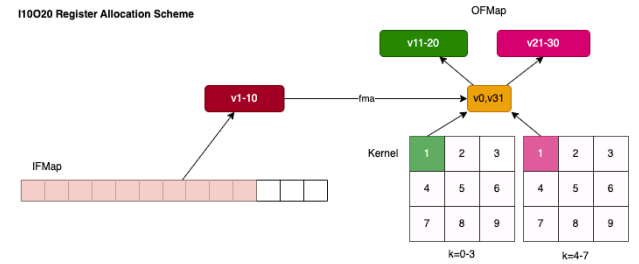 I10O20 Register Allocation Scheme
OFMap
v11-20
v21-30
v1-10
fma
v0,v31
IFMap
Kernel
1 2 3
4 5 6
7 8 9
1 2 3
4 5 6
7 8 9
k=0-3
k=4-7